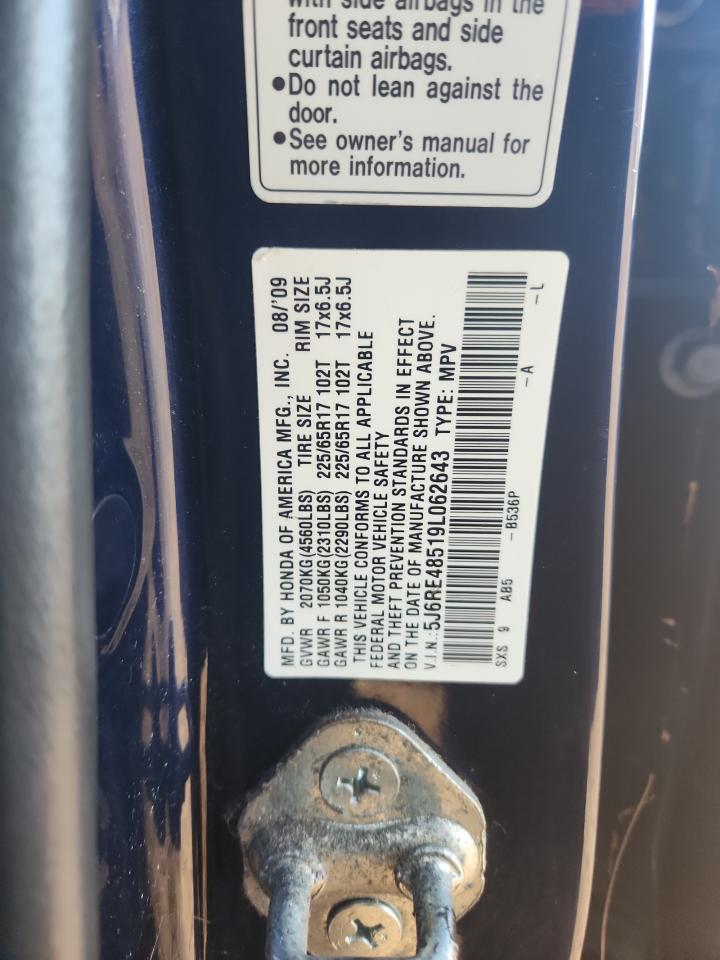 with side airbags in the
front seats and side
curtain airbags.
●Do not lean against the
door.
●See owner's manual for
more information.
MFD. BY HONDA OF AMERICA MFG., INC. 08/'09
GVWR 2070KG(4560LBS) TIRE SIZE RIM SIZE
GAWR F 1050KG(2310LBS) 225/65R17 102T 17x6.5J
GAWR R 1040KG(2290LBS) 225/65R17 102T 17x6.5J
THIS VEHICLE CONFORMS TO ALL APPLICABLE
FEDERAL MOTOR VEHICLE SAFETY
AND THEFT PREVENTION STANDARDS IN EFFECT
ON THE DATE OF MANUFACTURE SHOWN ABOVE.
V.I.N.:5J6RE48519L062643 TYPE: MPV
SXS 9 AB5 -B536P -A -L